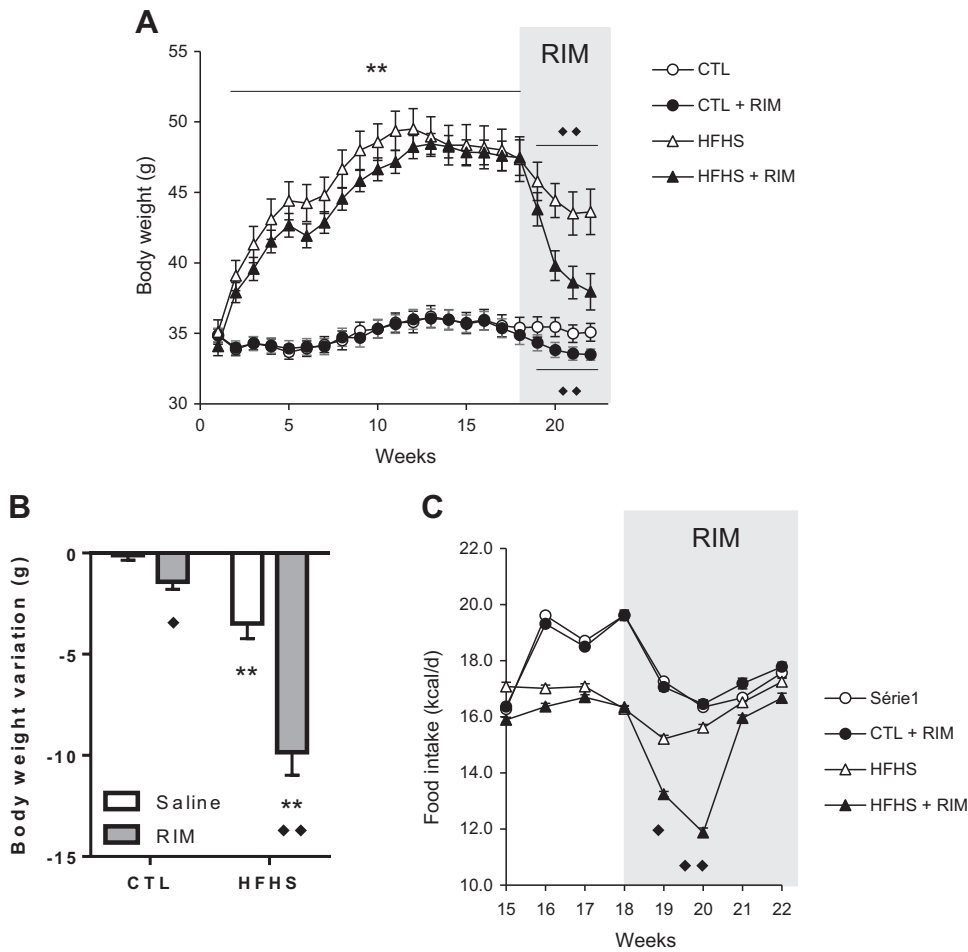 A
RIM
**
Body weight (g)
55
50
45
40
35
30
0
5
10
15
20
Weeks
CTL
CTL + RIM
HFHS
HFHS + RIM
B
Body weight variation (g)
0
-5
-10
-15
**
**
Saline
RIM
CTL
HFHS
C
RIM
Food intake (kcal/d)
22.0
20.0
18.0
16.0
14.0
12.0
10.0
15
16
17
18
19
20
21
22
Weeks
Série1
CTL + RIM
HFHS
HFHS + RIM